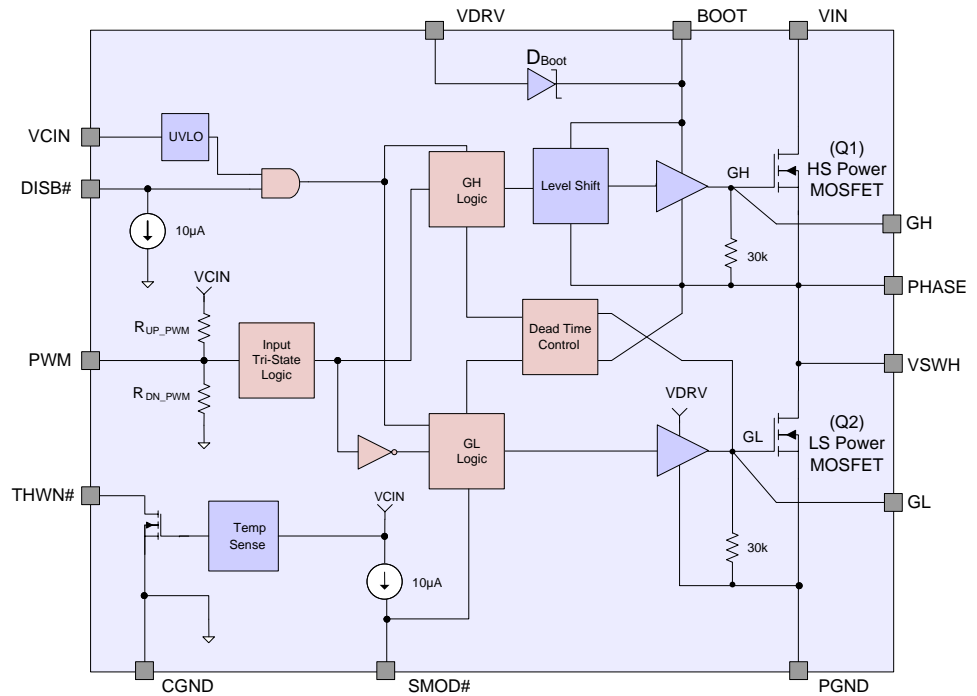 VDRV
BOOT
VIN
DBoot
VCIN
UVLO
(Q1)
HS Power
MOSFET
DISB#
GH
Logic
Level Shift
GH
10µA
GH
30k
VCIN
PHASE
RUP_PWM
Input
Tri-State
Logic
Dead Time
Control
PWM
VSWH
RDN_PWM
VDRV
(Q2)
LS Power
MOSFET
GL
GL
Logic
THWN#
VCIN
GL
Temp
Sense
30k
10µA
CGND
SMOD#
PGND